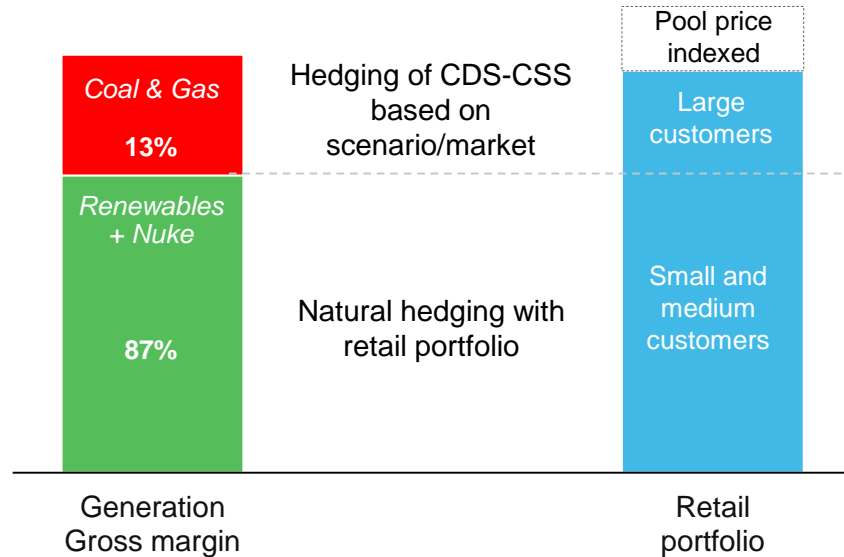 Coal & Gas
13%
Renewables
+ Nuke
87%
Generation
Gross margin
Hedging of CDS-CSS
based on
scenario/market
Natural hedging with
retail portfolio
Pool price
indexed
Large
customers
Small and
medium
customers
Retail
portfolio